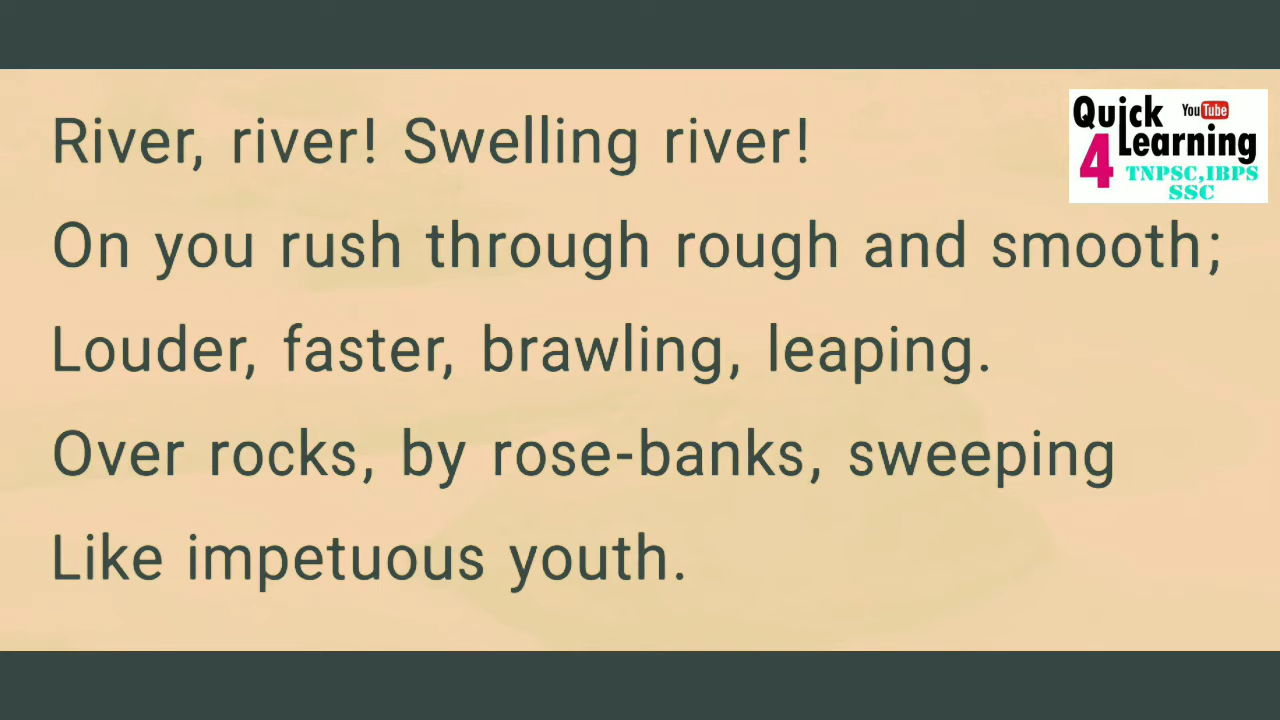 River, river! Swelling river!
On you rush through rough and smooth;
Louder, faster, brawling, leaping.
Over rocks, by rose-banks, sweeping
Like impetuous youth.
Quick YouTube
4 Learning
TNPSC,IBPS
SSC